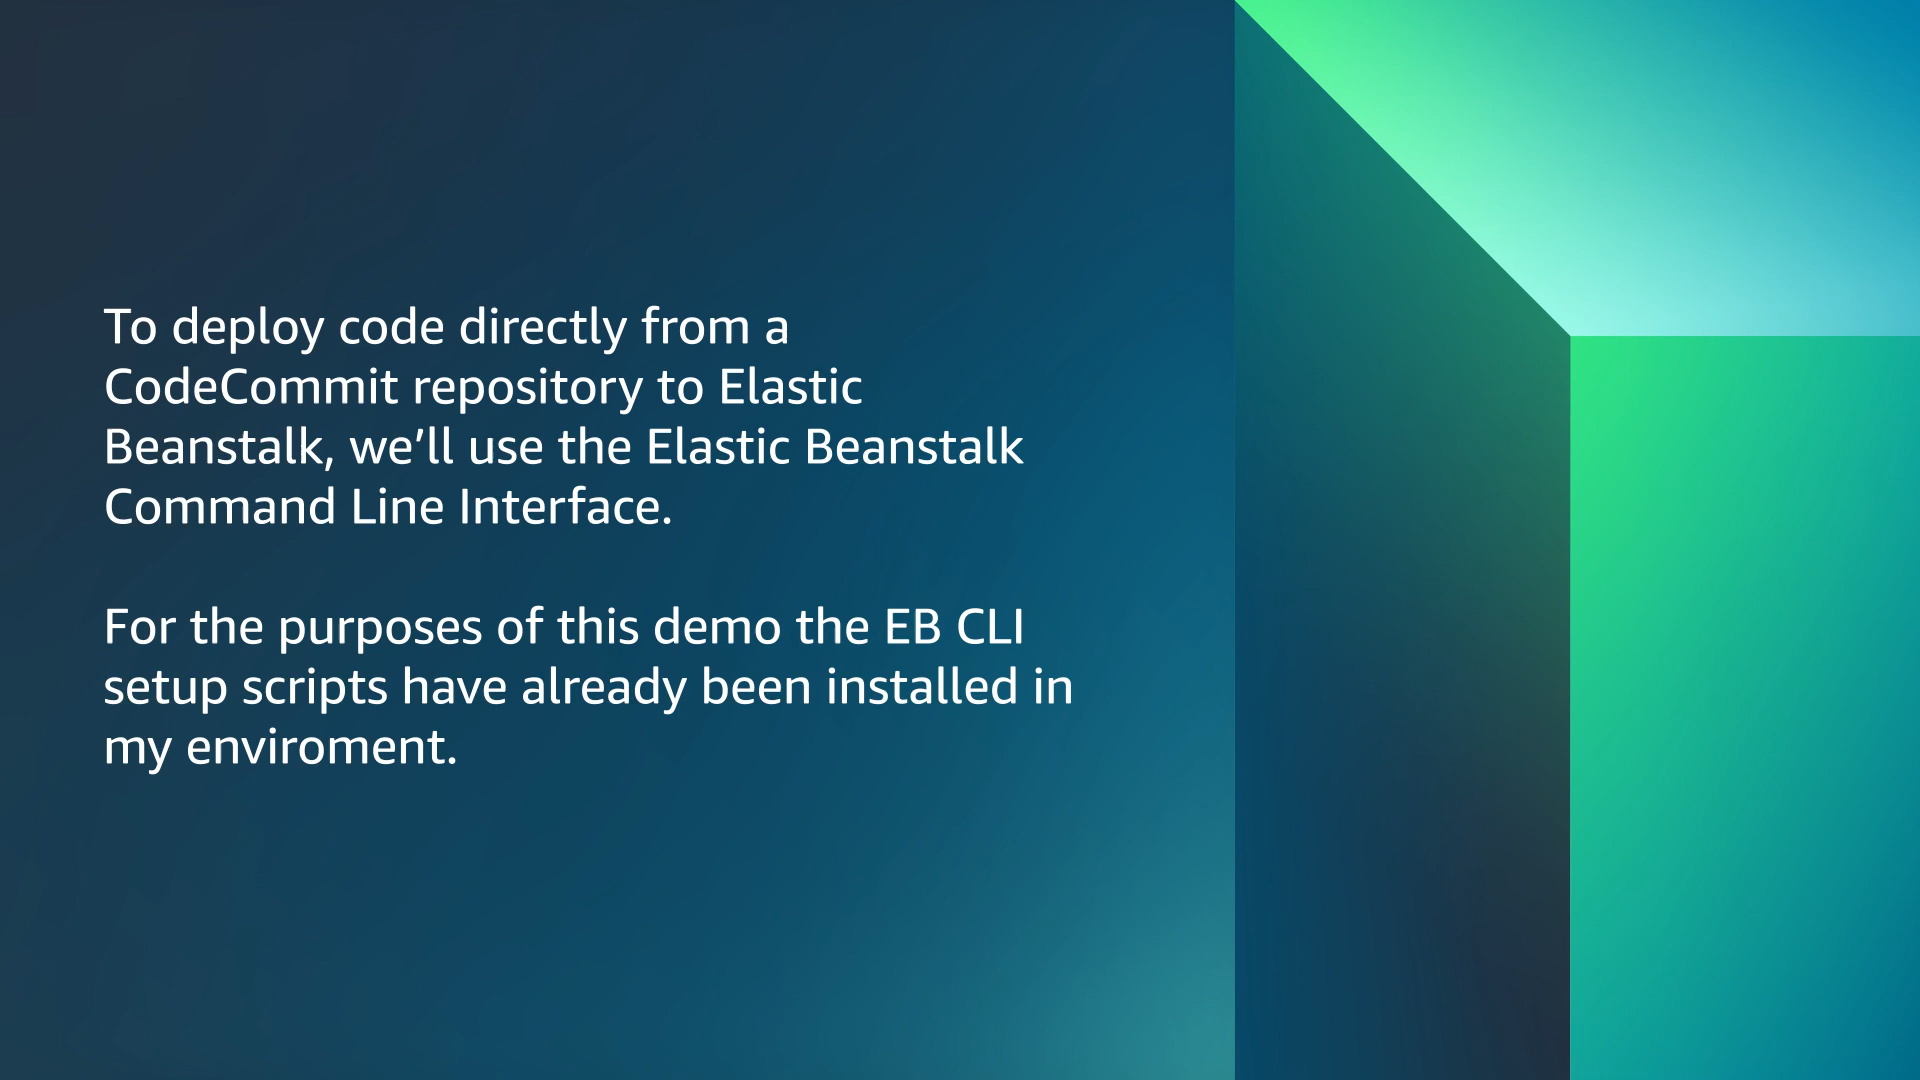 To deploy code directly from a
CodeCommit repository to Elastic
Beanstalk, we’ll use the Elastic Beanstalk
Command Line Interface.
For the purposes of this demo the EB CLI
setup scripts have already been installed in
my enviroment.